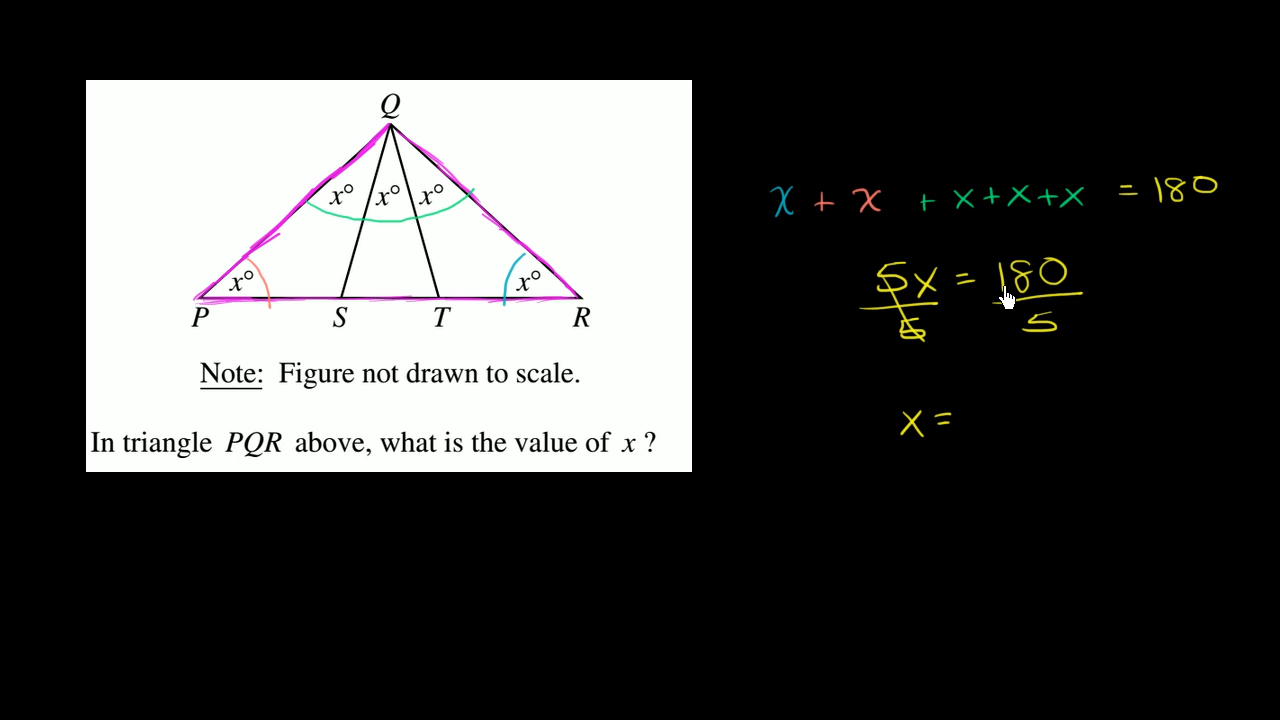 Q
x° x° x°
x° x°
P S T R
Note: Figure not drawn to scale.
In triangle PQR above, what is the value of x ?
x + x + x + x + x = 180
5x = 180
5 5
x =